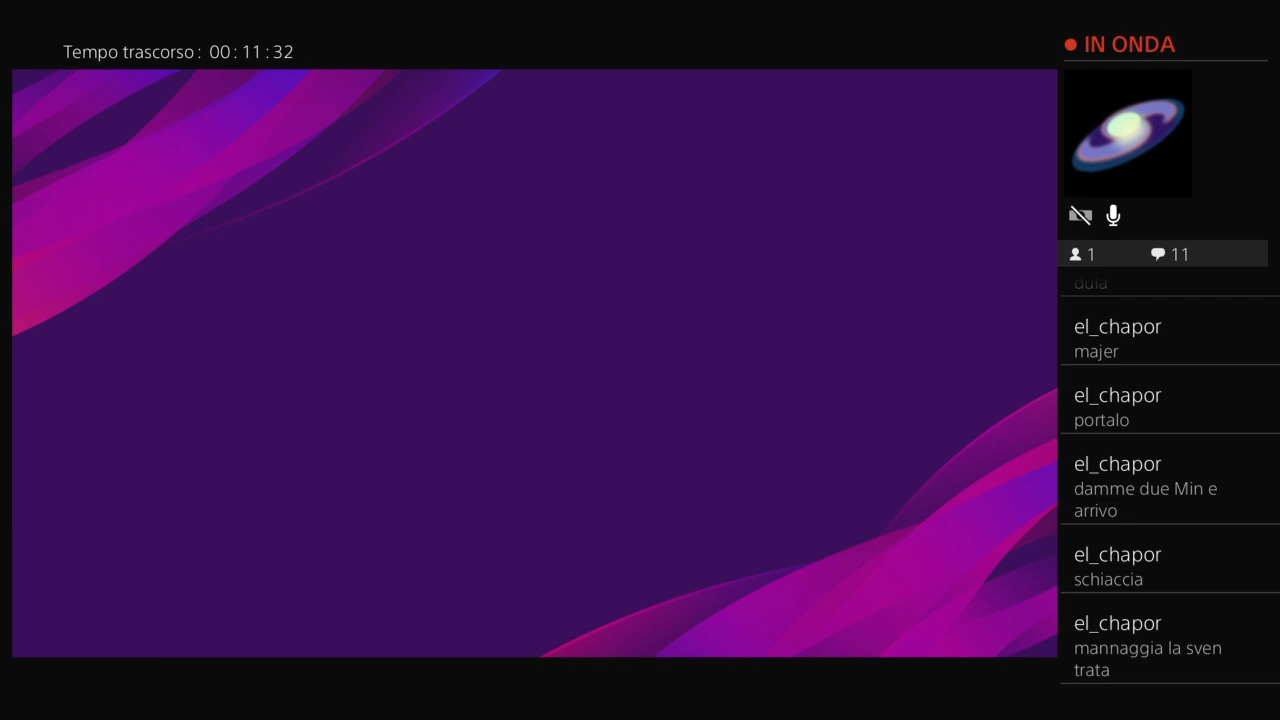 Tempo trascorso: 00:11:32
IN ONDA
1 11
el_chapor
majer
el_chapor
portalo
el_chapor
damme due Min e
arrivo
el_chapor
schiaccia
el_chapor
mannaggia la sven
trata